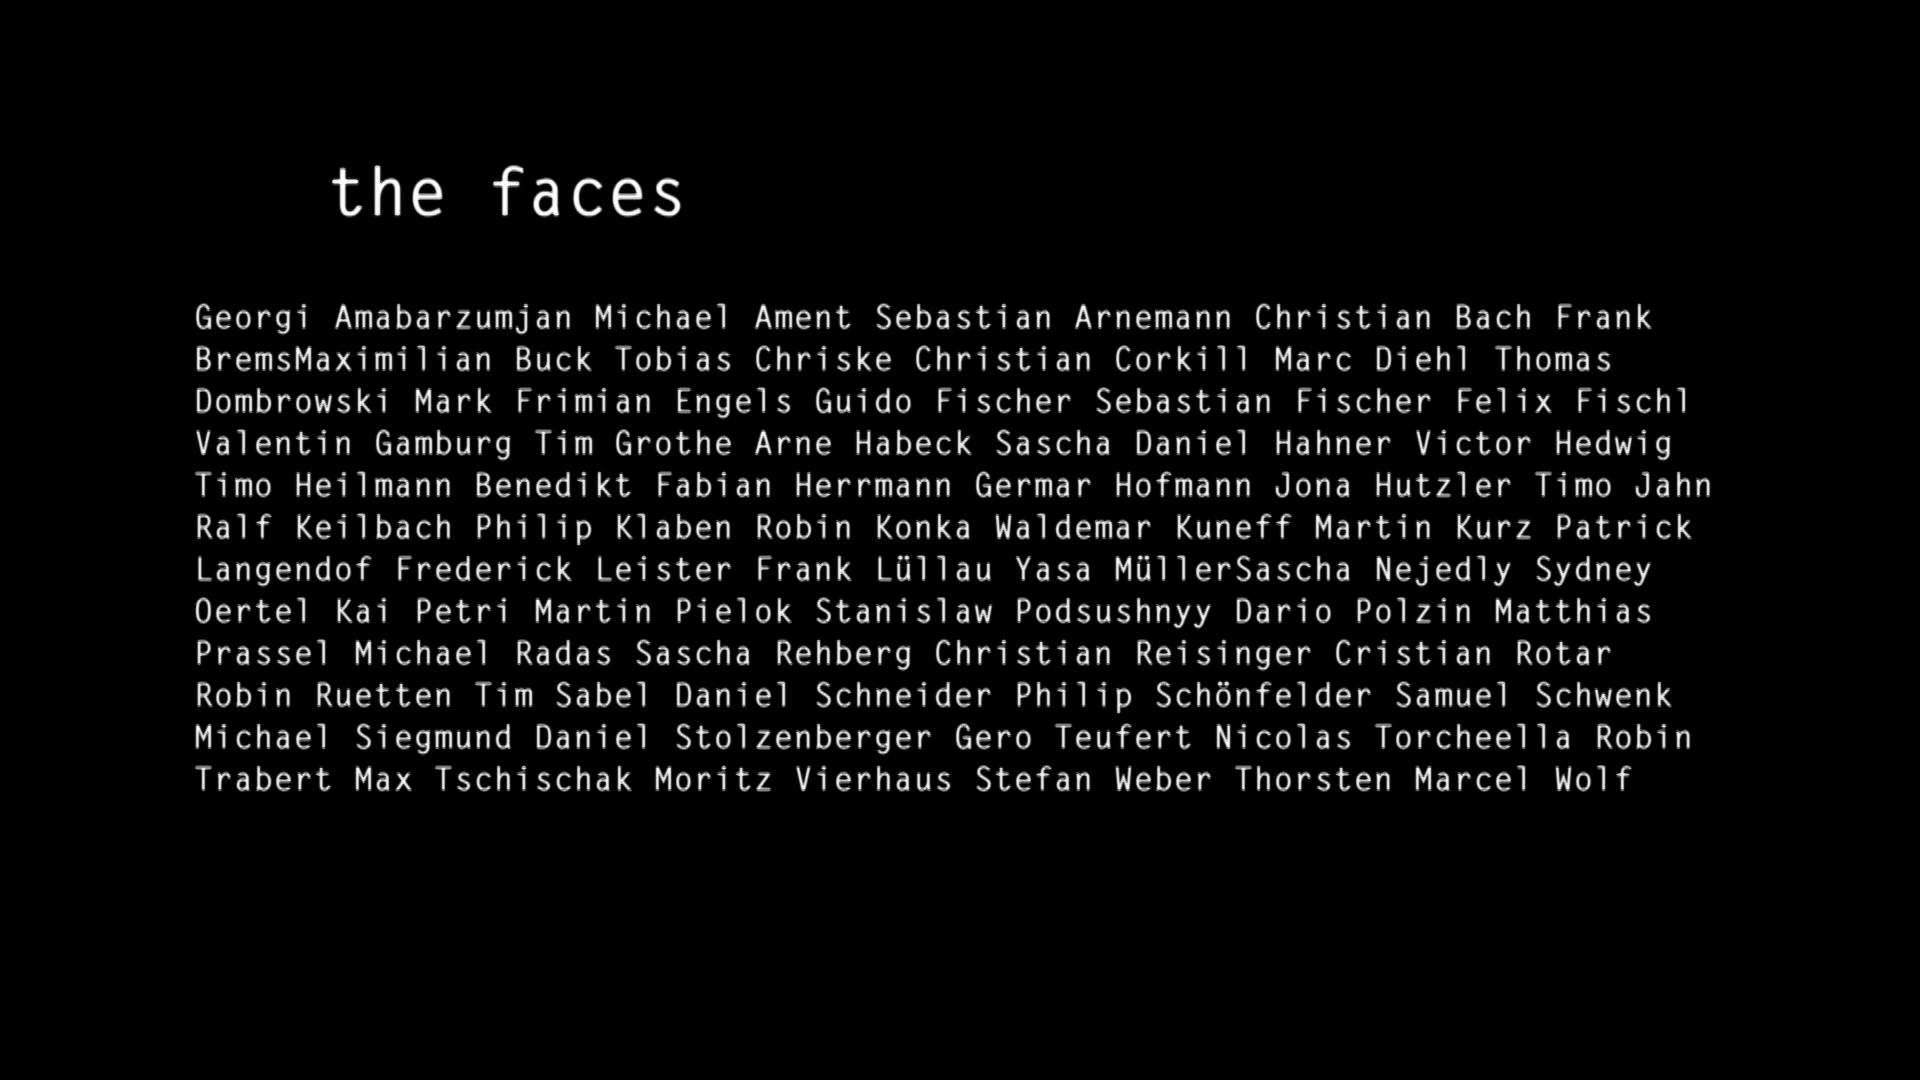 the faces
Georgi Amabarzumjan Michael Ament Sebastian Arnemann Christian Bach Frank
BremsMaximilian Buck Tobias Chriske Christian Corkill Marc Diehl Thomas
Dombrowski Mark Frimian Engels Guido Fischer Sebastian Fischer Felix Fischl
Valentin Gamburg Tim Grothe Arne Habeck Sascha Daniel Hahner Victor Hedwig
Timo Heilmann Benedikt Fabian Herrmann Germar Hofmann Jona Hutzler Timo Jahn
Ralf Keilbach Philip Klaben Robin Konka Waldemar Kuneff Martin Kurz Patrick
Langendof Frederick Leister Frank Lüllau Yasa MüllerSascha Nejedly Sydney
Oertel Kai Petri Martin Pielok Stanislaw Podsushnyy Dario Polzin Matthias
Prassel Michael Radas Sascha Rehberg Christian Reisinger Cristian Rotar
Robin Ruetten Tim Sabel Daniel Schneider Philip Schönfelder Samuel Schwenk
Michael Siegmund Daniel Stolzenberger Gero Teufert Nicolas Torcheella Robin
Trabert Max Tschischak Moritz Vierhaus Stefan Weber Thorsten Marcel Wolf